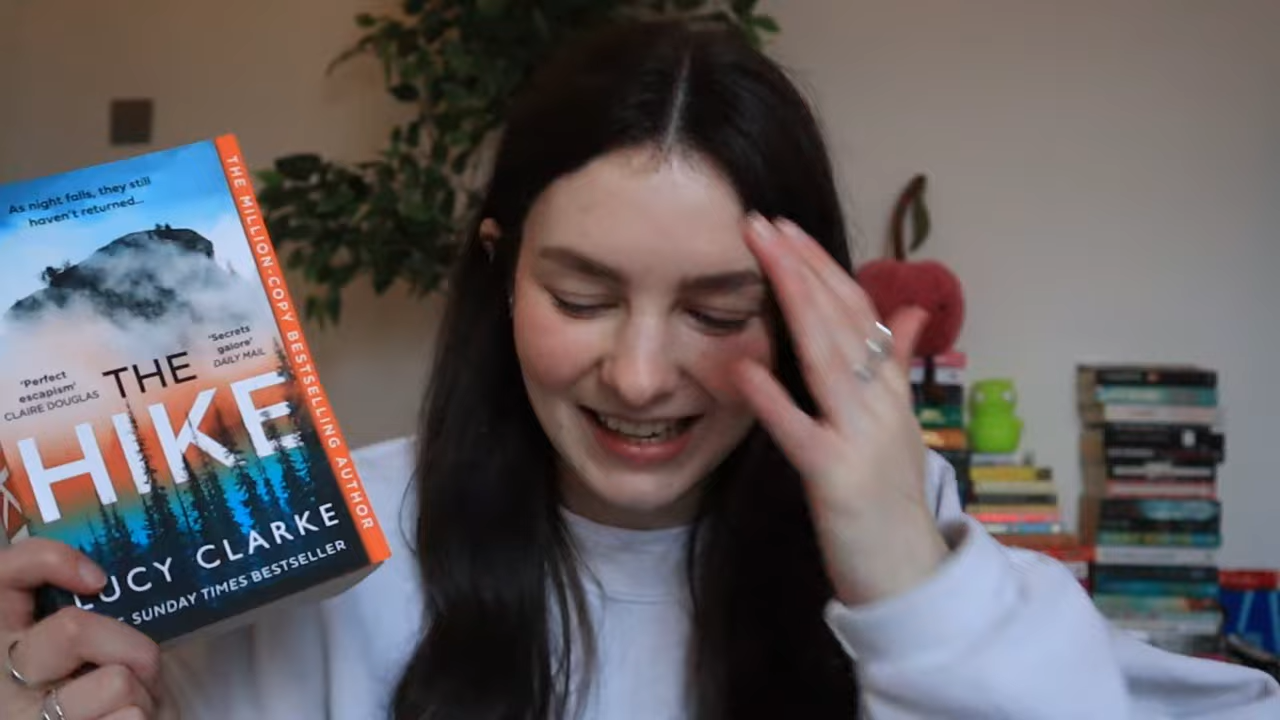 As night falls, they still
haven't returned...
THE MILLION-COPY BESTSELLING AUTHOR
'Secrets
galore'
DAILY MAIL
'Perfect
escapism'
CLAIRE DOUGLAS
THE
HIKE
LUCY CLARKE
SUNDAY TIMES BESTSELLER